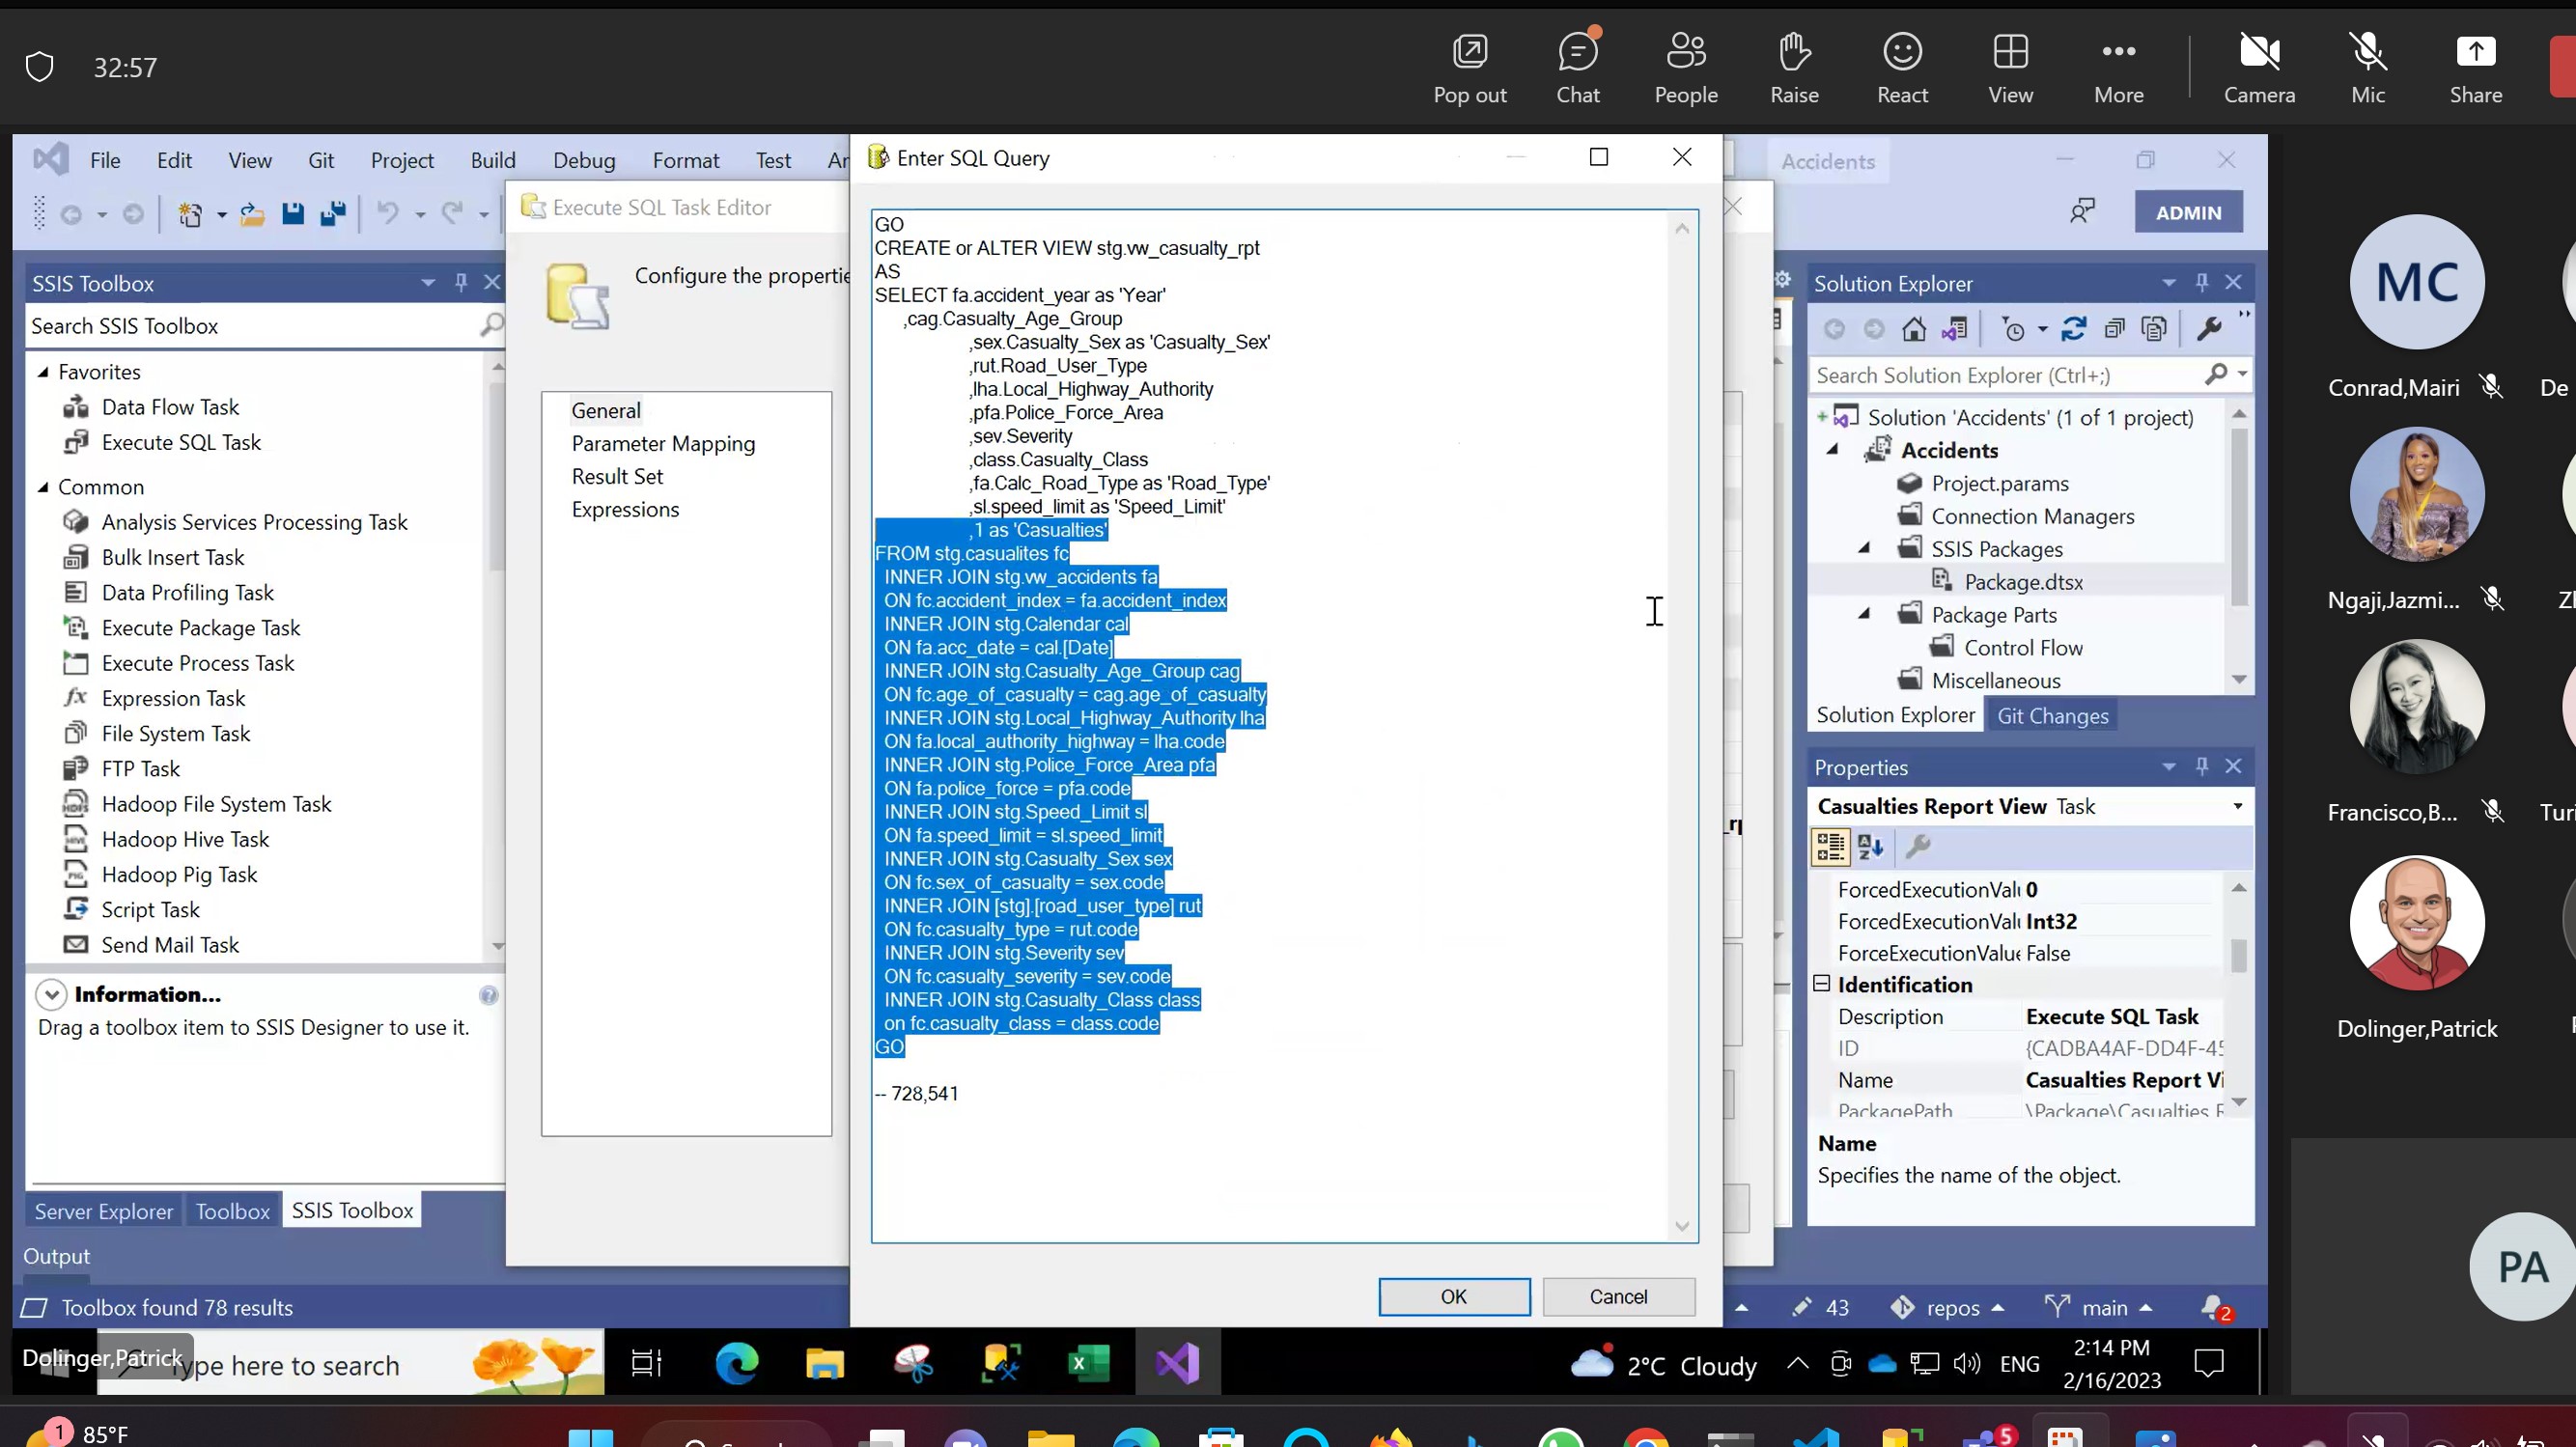 32:57
Pop out
Chat
People
Raise
React
View
More
Camera
Mic
Share
File Edit View Git Project Build Debug Format Test
Accidents
ADMIN
SSIS Toolbox
Search SSIS Toolbox
Favorites
Data Flow Task
Execute SQL Task
Common
Analysis Services Processing Task
Bulk Insert Task
Data Profiling Task
Execute Package Task
Execute Process Task
Expression Task
File System Task
FTP Task
Hadoop File System Task
Hadoop Hive Task
Hadoop Pig Task
Script Task
Send Mail Task
Information...
Drag a toolbox item to SSIS Designer to use it.
Server Explorer Toolbox SSIS Toolbox
Output
Toolbox found 78 results
Execute SQL Task Editor
Configure the propertie
General
Parameter Mapping
Result Set
Expressions
Enter SQL Query
GO
CREATE or ALTER VIEW stg.vw_casualty_rpt
AS
SELECT fa.accident_year as 'Year'
,cag.Casualty_Age_Group
,sex.Casualty_Sex as 'Casualty_Sex'
,rut.Road_User_Type
,lha.Local_Highway_Authority
,pfa.Police_Force_Area
,sev.Severity
,class.Casualty_Class
,fa.Calc_Road_Type as 'Road_Type'
,sl.speed_limit as 'Speed_Limit'
,1 as 'Casualties'
FROM stg.casualites fc
INNER JOIN stg.vw_accidents fa
ON fc.accident_index = fa.accident_index
INNER JOIN stg.Calendar cal
ON fa.acc_date = cal.[Date]
INNER JOIN stg.Casualty_Age_Group cag
ON fc.age_of_casualty = cag.age_of_casualty
INNER JOIN stg.Local_Highway_Authority lha
ON fa.local_authority_highway = lha.code
INNER JOIN stg.Police_Force_Area pfa
ON fa.police_force = pfa.code
INNER JOIN stg.Speed_Limit sl
ON fa.speed_limit = sl.speed_limit
INNER JOIN stg.Casualty_Sex sex
ON fc.sex_of_casualty = sex.code
INNER JOIN [stg].[road_user_type] rut
ON fc.casualty_type = rut.code
INNER JOIN stg.Severity sev
ON fc.casualty_severity = sev.code
INNER JOIN stg.Casualty_Class class
on fc.casualty_class = class.code
GO
-- 728,541
OK
Cancel
Solution Explorer
Search Solution Explorer (Ctrl+;)
Solution 'Accidents' (1 of 1 project)
Accidents
Project.params
Connection Managers
SSIS Packages
Package.dtsx
Package Parts
Control Flow
Miscellaneous
Solution Explorer Git Changes
Properties
Casualties Report View Task
ForcedExecutionValu 0
ForcedExecutionValu Int32
ForceExecutionValue False
Identification
Description Execute SQL Task
ID {CADBA4AF-DD4F-45
Name Casualties Report Vi
PackagePath \Package\Casualties R
Name
Specifies the name of the object.
43
repos
main
2
MC
Conrad,Mairi
De
Ngaji,Jazmi...
Zl
Francisco,B...
Turi
Dolinger,Patrick
PA
Dolinger,Patrick
Type here to search
2°C Cloudy
ENG
2:14 PM
2/16/2023
1
85°F
5